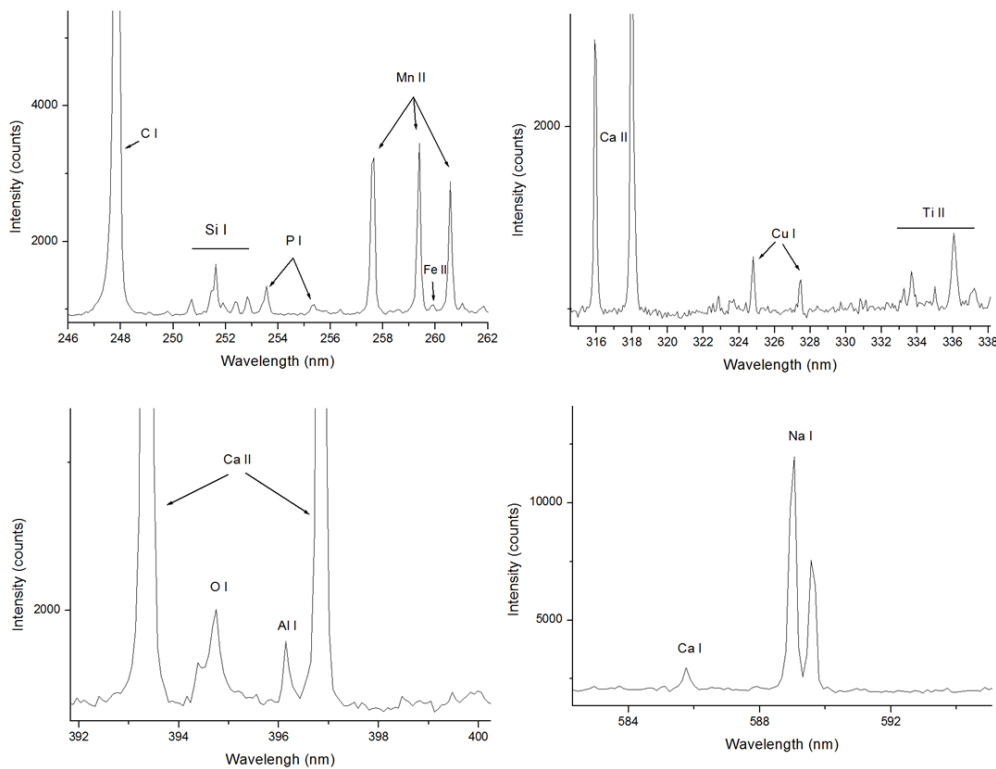 Intensity (counts)
4000
2000
C I
Si I
P I
Mn II
Fe II
246 248 250 252 254 256 258 260 262
Wavelength (nm)
Intensity (counts)
2000
Ca II
Cu I
Ti II
316 318 320 322 324 326 328 330 332 334 336 338
Wavelength (nm)
Intensity (counts)
2000
Ca II
O I
Al I
392 394 396 398 400
Wavelength (nm)
Intensity (counts)
10000
5000
Na I
Ca I
584 588 592
Wavelength (nm)